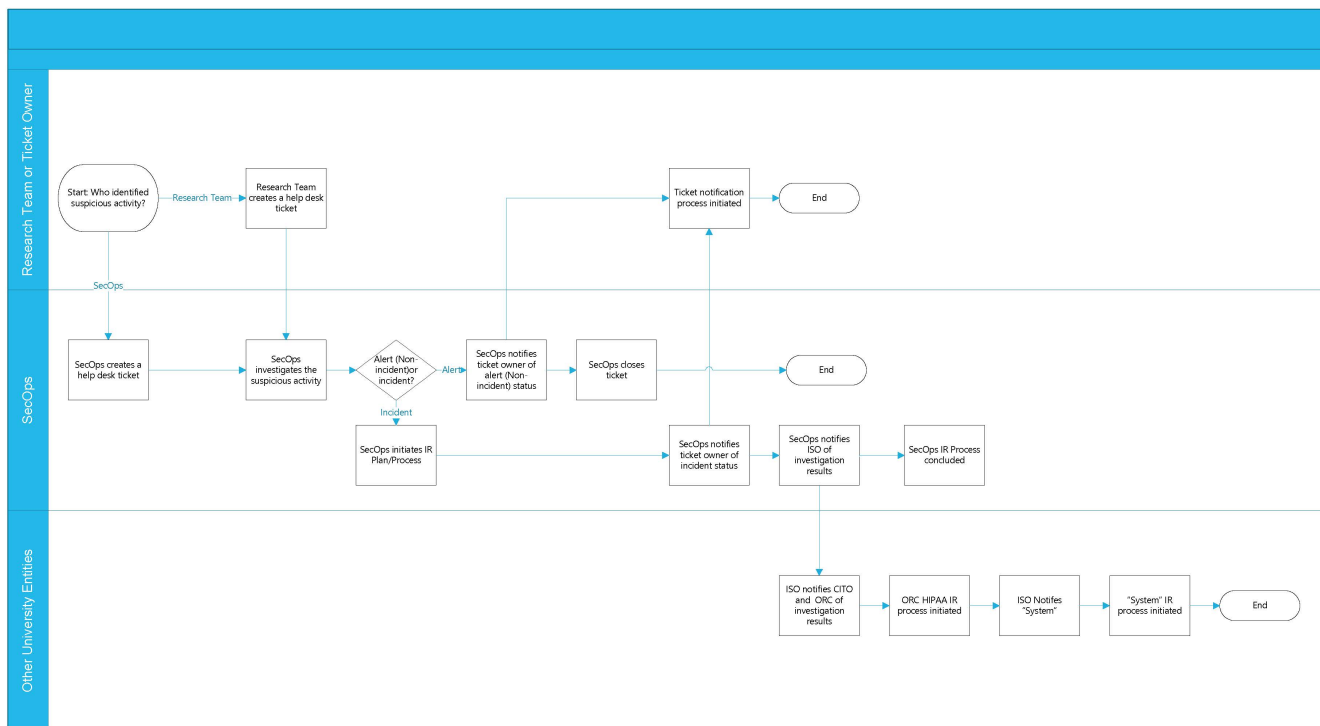 Research Team or Ticket Owner
Start: Who identified
suspicious activity?
Research Team
Research Team
creates a help desk
ticket
Ticket notification
process initiated
End
SecOps
SecOps
SecOps creates a
help desk ticket
SecOps
investigates the
suspicious activity
Alert (Non-
incident)or
incident?
Alert
SecOps notifies
ticket owner of
alert (Non-
incident) status
SecOps closes
ticket
End
Incident
SecOps initiates IR
Plan/Process
SecOps notifies
ticket owner of
incident status
SecOps notifies
ISO of
investigation
results
SecOps IR Process
concluded
Other University Entities
ISO notifies CITO
and ORC of
investigation
results
ORC HIPAA IR
process initiated
ISO Notifes
"System"
"System" IR
process initiated
End